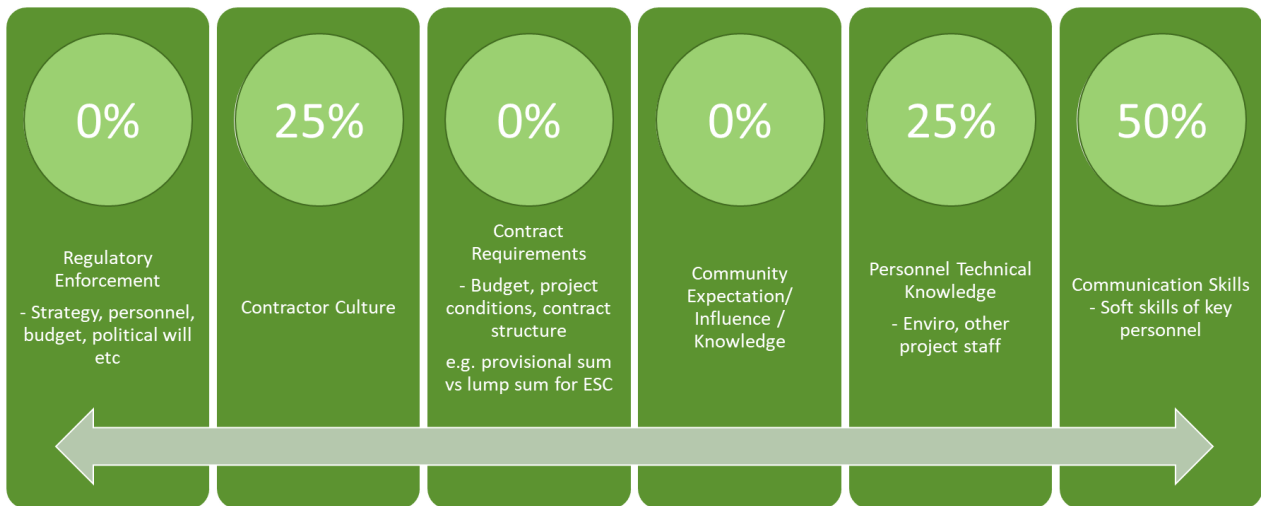 0%
Regulatory
Enforcement
- Strategy, personnel,
budget, political will
etc
25%
Contractor Culture
0%
Contract
Requirements
- Budget, project
conditions, contract
structure
e.g. provisional sum
vs lump sum for ESC
0%
Community
Expectation/
Influence /
Knowledge
25%
Personnel Technical
Knowledge
- Enviro, other
project staff
50%
Communication Skills
- Soft skills of key
personnel